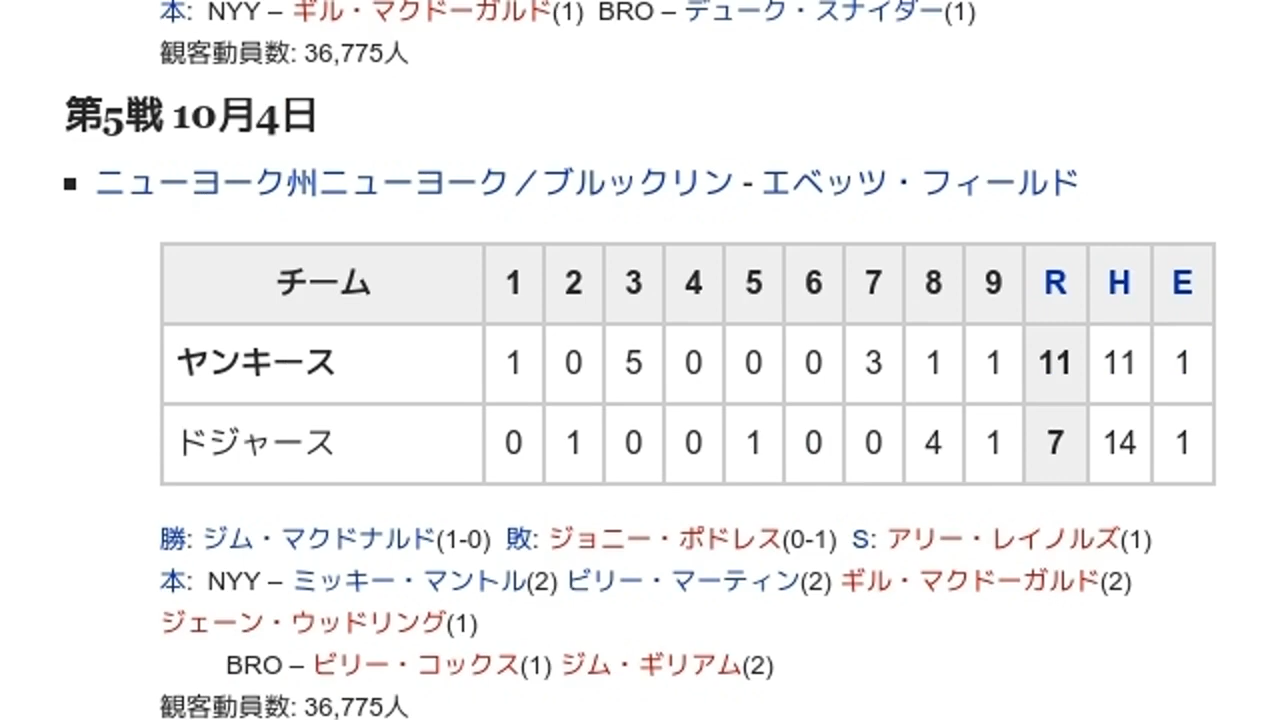 本: NYY – ギル・マクドーガルド(1) BRO – デューク・スナイダー(1)
観客動員数: 36,775人
第5戦 10月4日
ニューヨーク州ニューヨーク／ブルックリン - エベッツ・フィールド
チーム 1 2 3 4 5 6 7 8 9 R H E
ヤンキース 1 0 5 0 0 0 3 1 1 11 11 1
ドジャース 0 1 0 0 1 0 0 4 1 7 14 1
勝: ジム・マクドナルド(1-0) 敗: ジョニー・ポドレス(0-1) S: アリー・レイノルズ(1)
本: NYY – ミッキー・マントル(2) ビリー・マーティン(2) ギル・マクドーガルド(2)
ジェーン・ウッドリング(1)
BRO – ビリー・コックス(1) ジム・ギリアム(2)
観客動員数: 36,775人